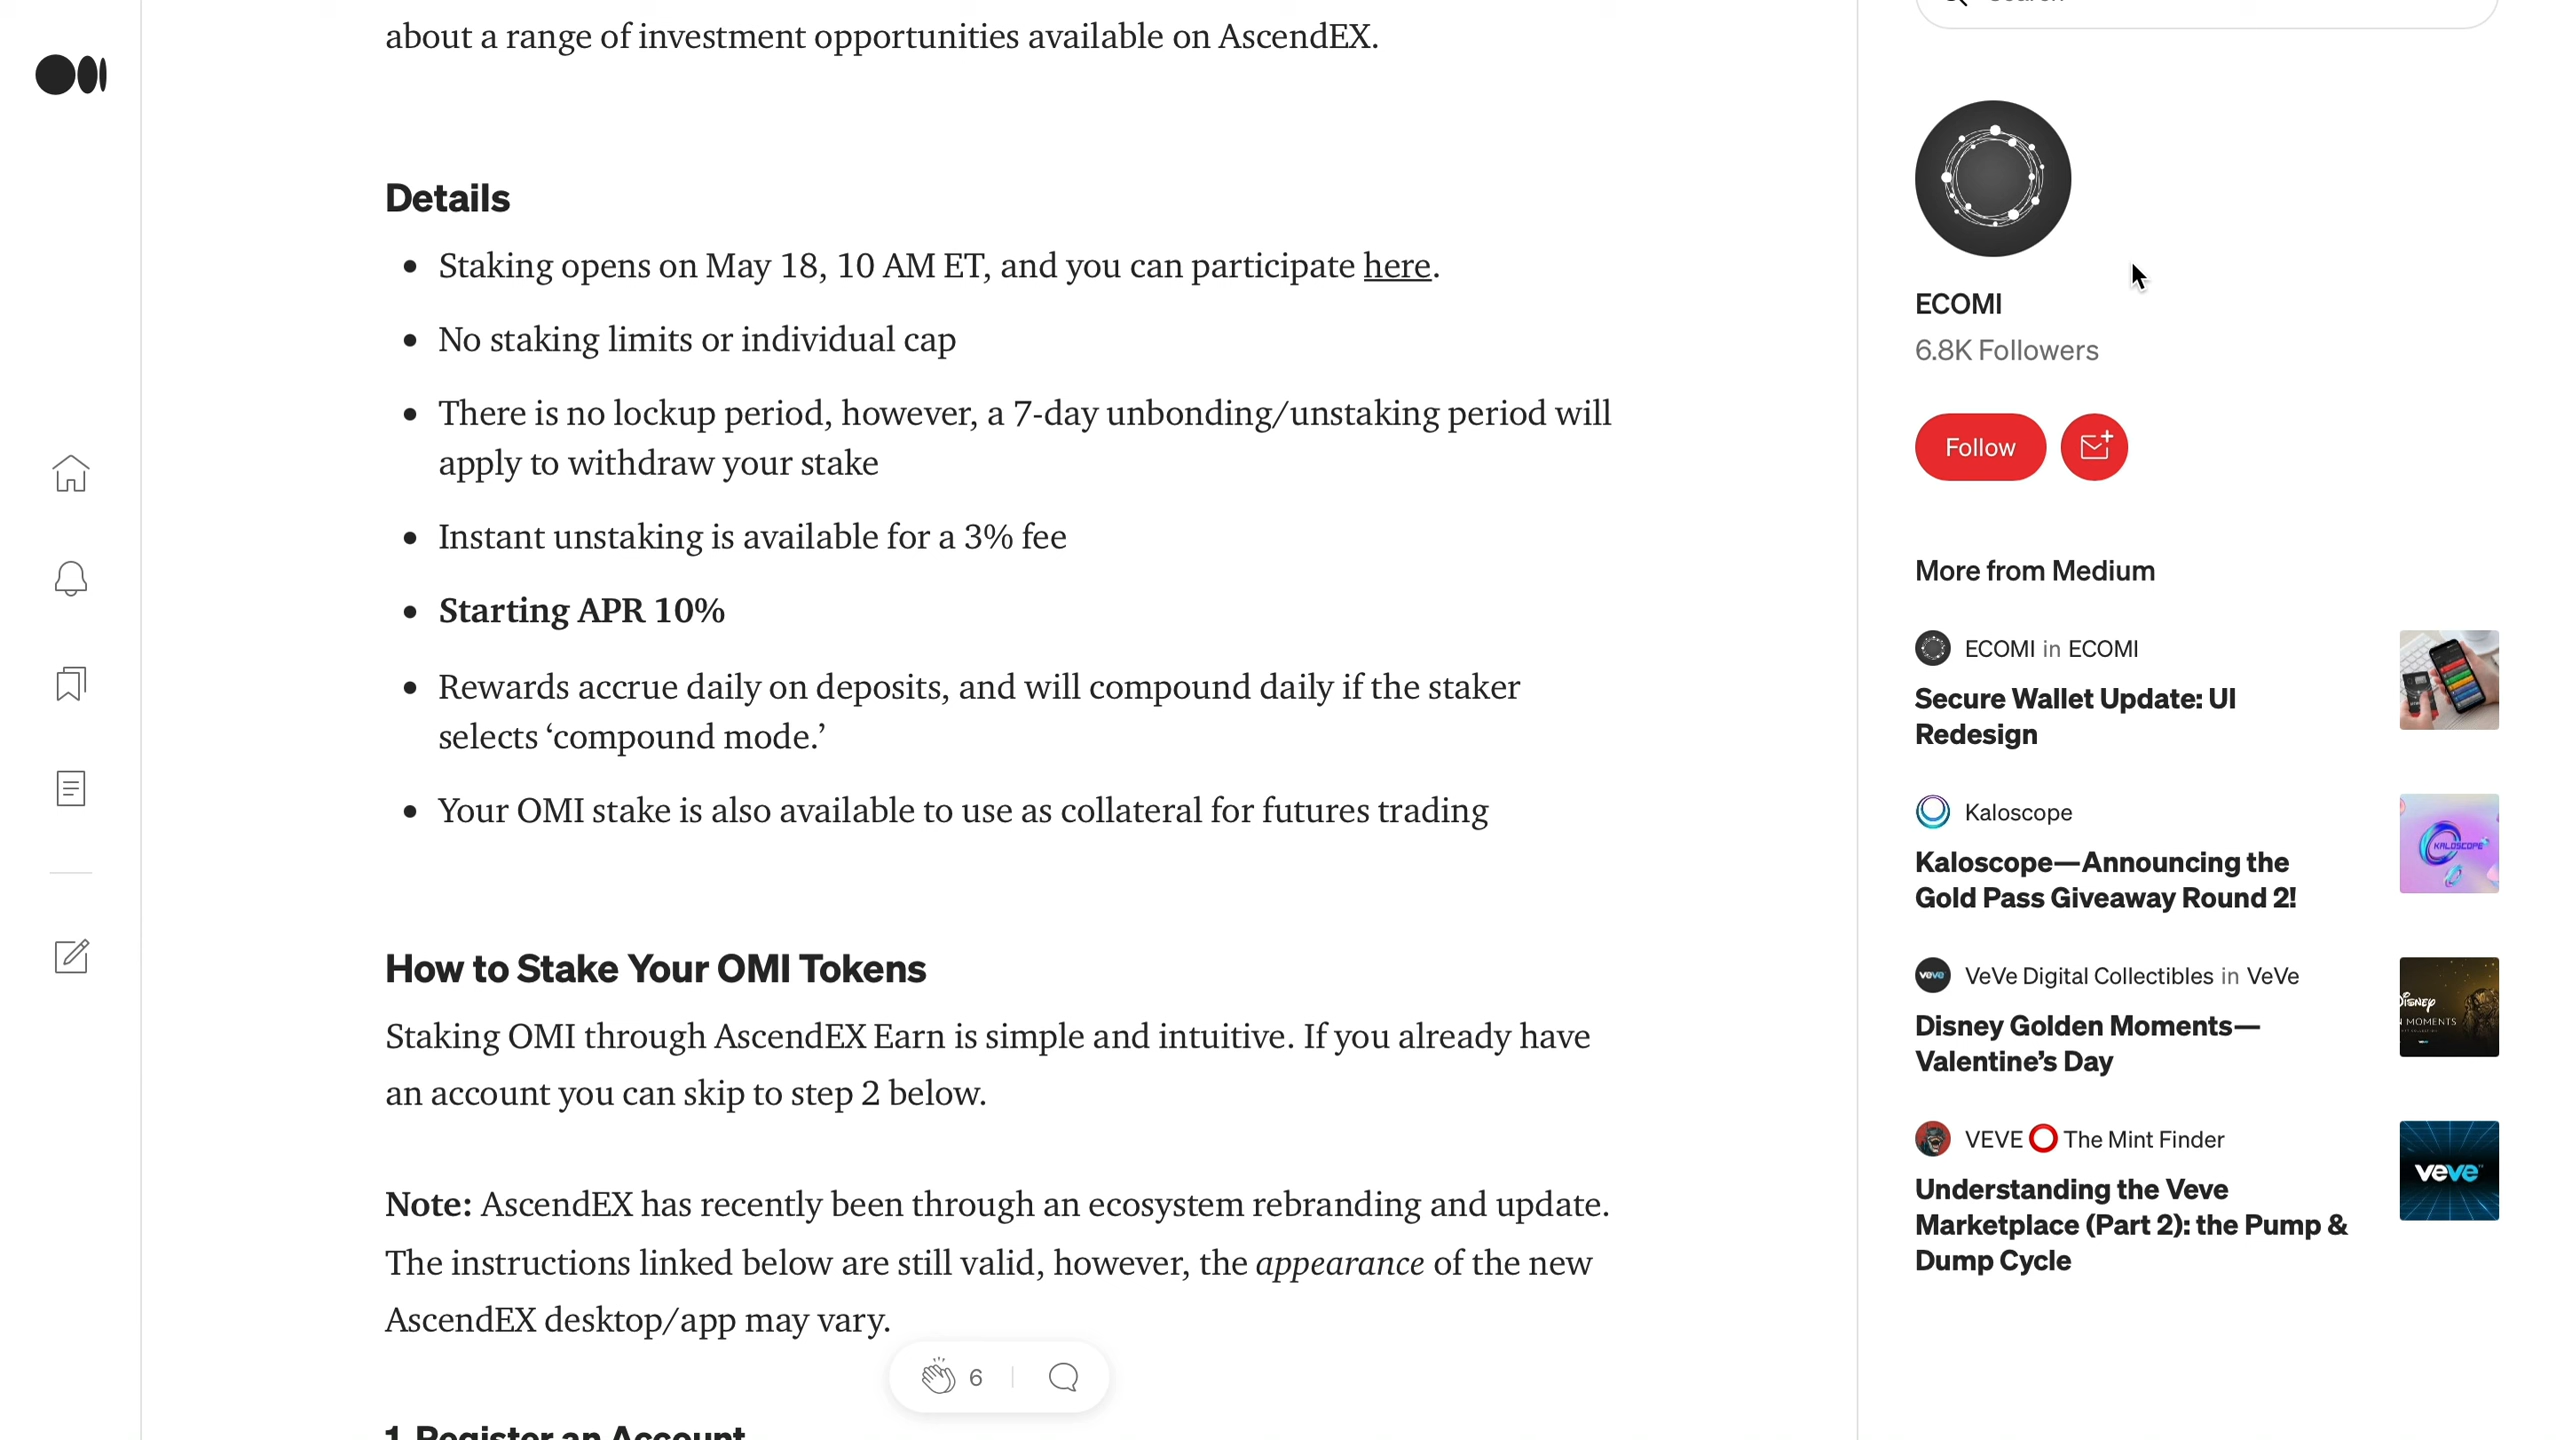 about a range of investment opportunities available on AscendEX.
Details
• Staking opens on May 18, 10 AM ET, and you can participate here.
• No staking limits or individual cap
• There is no lockup period, however, a 7-day unbonding/unstaking period will
apply to withdraw your stake
• Instant unstaking is available for a 3% fee
• Starting APR 10%
• Rewards accrue daily on deposits, and will compound daily if the staker
selects ‘compound mode.’
• Your OMI stake is also available to use as collateral for futures trading
How to Stake Your OMI Tokens
Staking OMI through AscendEX Earn is simple and intuitive. If you already have
an account you can skip to step 2 below.
Note: AscendEX has recently been through an ecosystem rebranding and update.
The instructions linked below are still valid, however, the appearance of the new
AscendEX desktop/app may vary.
6
1. Register an Account
ECOMI
6.8K Followers
Follow
More from Medium
ECOMI in ECOMI
Secure Wallet Update: UI
Redesign
Kaloscope
Kaloscope—Announcing the
Gold Pass Giveaway Round 2!
KALOSCOPE
veve VeVe Digital Collectibles in VeVe
Disney Golden Moments—
Valentine’s Day
Disney
MOMENTS
VEVE ⭕ The Mint Finder
Understanding the Veve
Marketplace (Part 2): the Pump &
Dump Cycle
veve